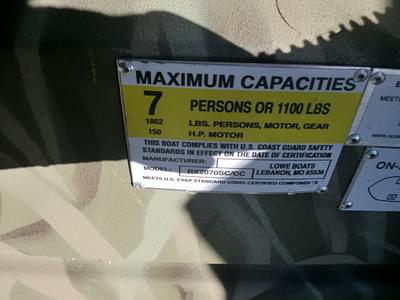 MAXIMUM CAPACITIES
7 PERSONS OR 1100 LBS
1862 LBS. PERSONS, MOTOR, GEAR
150 H.P. MOTOR
THIS BOAT COMPLIES WITH U.S. COAST GUARD SAFETY
STANDARDS IN EFFECT ON THE DATE OF CERTIFICATION
MANUFACTURER: LOWE BOATS
LEBANON, MO 65536
MODEL: RX2070SC/CC
MEETS U.S. EVAP STANDARD USING CERTIFIED COMPONENTS
MEETS
ON-